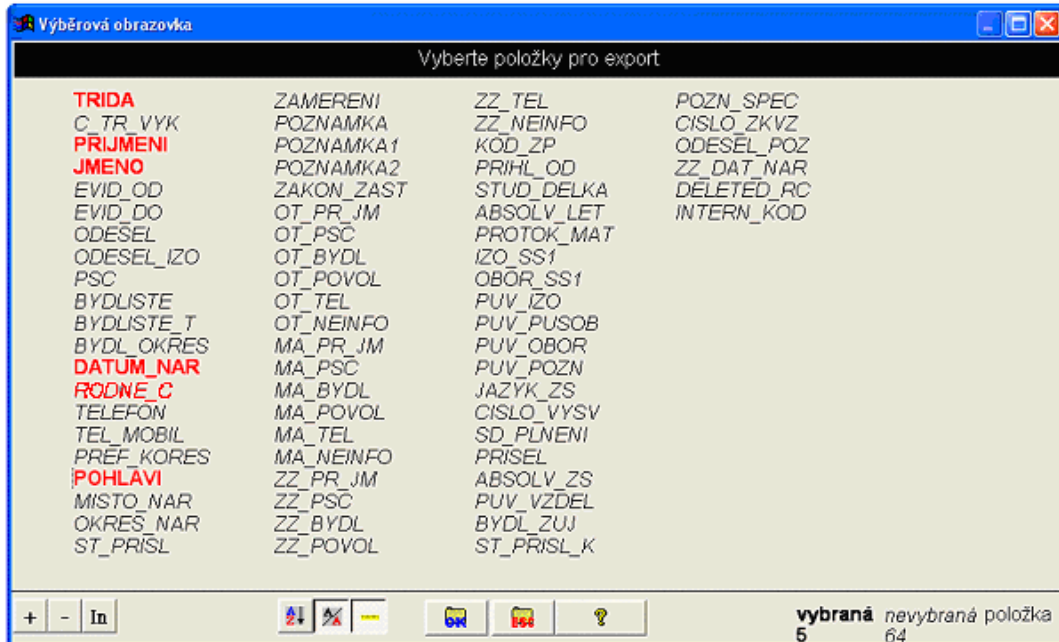 Výběrová obrazovka
Vyberte položky pro export
TRIDA
C_TR_VYK
PRIJMENI
JMENO
EVID_OD
EVID_DO
ODESEL
ODESEL_IZO
PSC
BYDLISTE
BYDLISTE_T
BYDL_OKRES
DATUM_NAR
RODNE_C
TELEFON
TEL_MOBIL
PREF_KORES
POHLAVI
MISTO_NAR
OKRES_NAR
ST_PRISL
ZAMERENI
POZNAMKA
POZNAMKA1
POZNAMKA2
ZAKON_ZAST
OT_PR_JM
OT_PSC
OT_BYDL
OT_POVOL
OT_TEL
OT_NEINFO
MA_PR_JM
MA_PSC
MA_BYDL
MA_POVOL
MA_TEL
MA_NEINFO
ZZ_PR_JM
ZZ_PSC
ZZ_BYDL
ZZ_POVOL
ZZ_TEL
ZZ_NEINFO
KOD_ZP
PRIHL_OD
STUD_DELKA
ABSOLV_LET
PROTOK_MAT
IZO_SS1
OBOR_SS1
PUV_IZO
PUV_PUSOB
PUV_OBOR
PUV_POZN
JAZYK_ZS
CISLO_VYSV
SD_PLNENI
PRISEL
ABSOLV_ZS
PUV_VZDEL
BYDL_ZUJ
ST_PRISL_K
POZN_SPEC
CISLO_ZKVZ
ODESEL_POZ
ZZ_DAT_NAR
DELETED_RC
INTERN_KOD
+ - In OK Esc ?
vybraná nevybraná položka
5 64